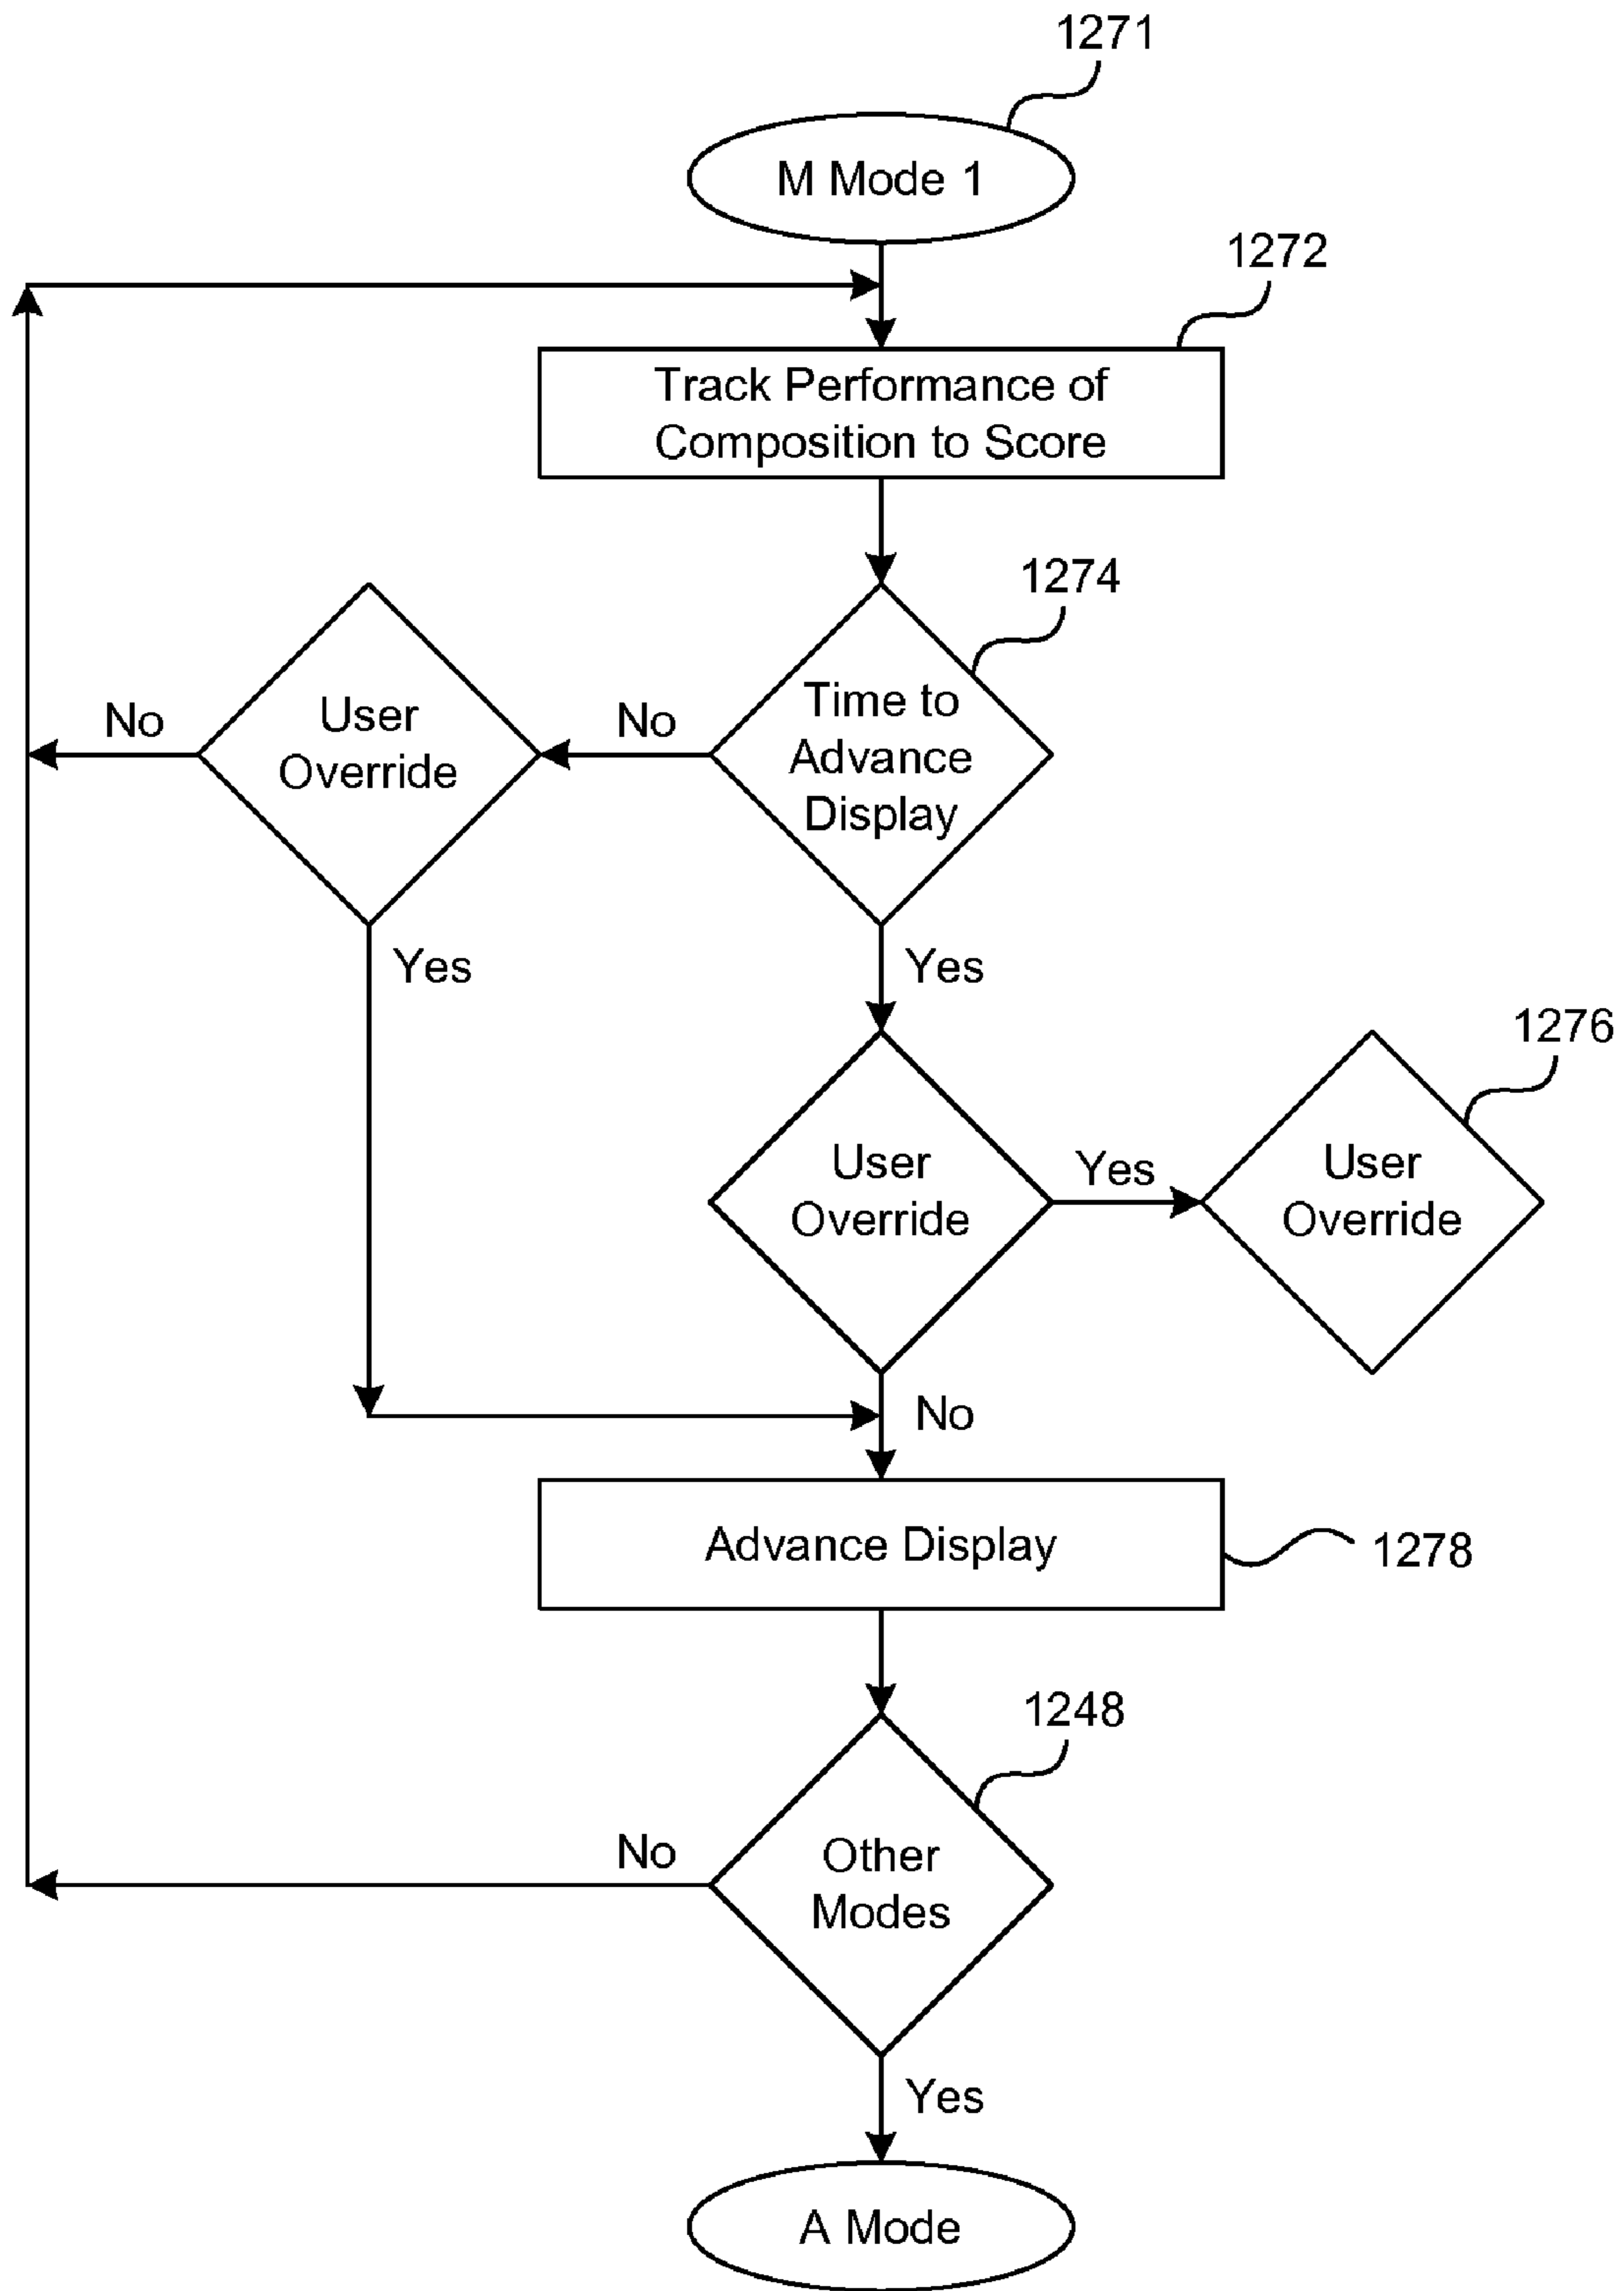 1271
M Mode 1
1272
Track Performance of
Composition to Score
1274
Time to
Advance
Display
No
User
Override
No
Yes
Yes
1276
User
Override
Yes
User
Override
No
Advance Display
1278
1248
Other
Modes
No
Yes
A Mode